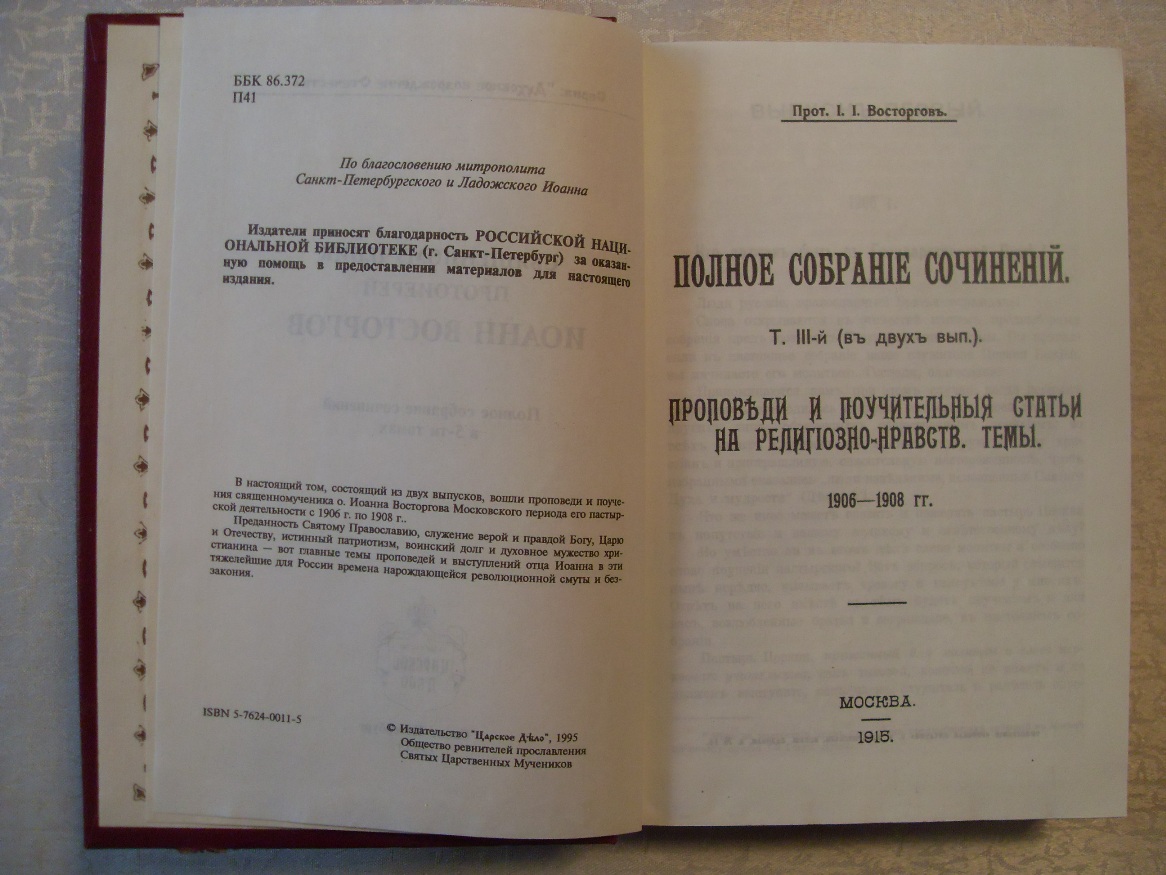 ББК 86.372
П41
По благословению митрополита
Санкт-Петербургского и Ладожского Иоанна
Издатели приносят благодарность РОССИЙСКОЙ НАЦИ-
ОНАЛЬНОЙ БИБЛИОТЕКЕ (г. Санкт-Петербург) за оказан-
ную помощь в предоставлении материалов для настоящего
издания.
В настоящий том, состоящий из двух выпусков, вошли проповеди и поуче-
ния священномученика о. Иоанна Восторгова Московского периода его пастыр-
ской деятельности с 1906 г. по 1908 г..
Преданность Святому Православию, служение верой и правдой Богу, Царю
и Отечеству, истинный патриотизм, воинский долг и духовное мужество хри-
стианина — вот главные темы проповедей и выступлений отца Иоанна в эти
тяжелейшие для России времена нарождающейся революционной смуты и без-
закония.
ISBN 5-7624-0011-5
© Издательство "Царское Дѣло", 1995
Общество ревнителей прославления
Святых Царственных Мучеников
Прот. I. I. Восторговъ.
ПОЛНОЕ СОБРАНIЕ СОЧИНЕНIЙ.
Т. III-й (въ двухъ вып.).
ПРОПОВѢДИ И ПОУЧИТЕЛЬНЫЯ СТАТЬИ
НА РЕЛИГIОЗНО-НРАВСТВ. ТЕМЫ.
1906—1908 гг.
МОСКВА.
1915.